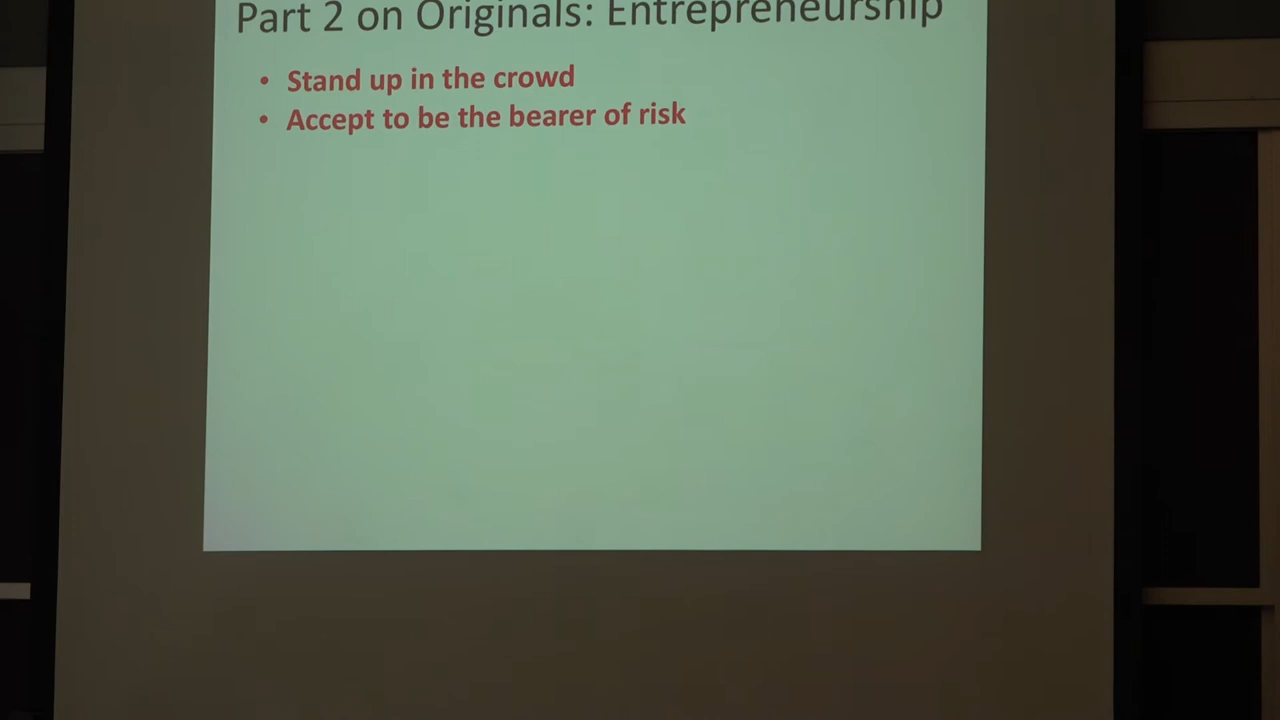 Part 2 on Originals: Entrepreneurship
• Stand up in the crowd
• Accept to be the bearer of risk